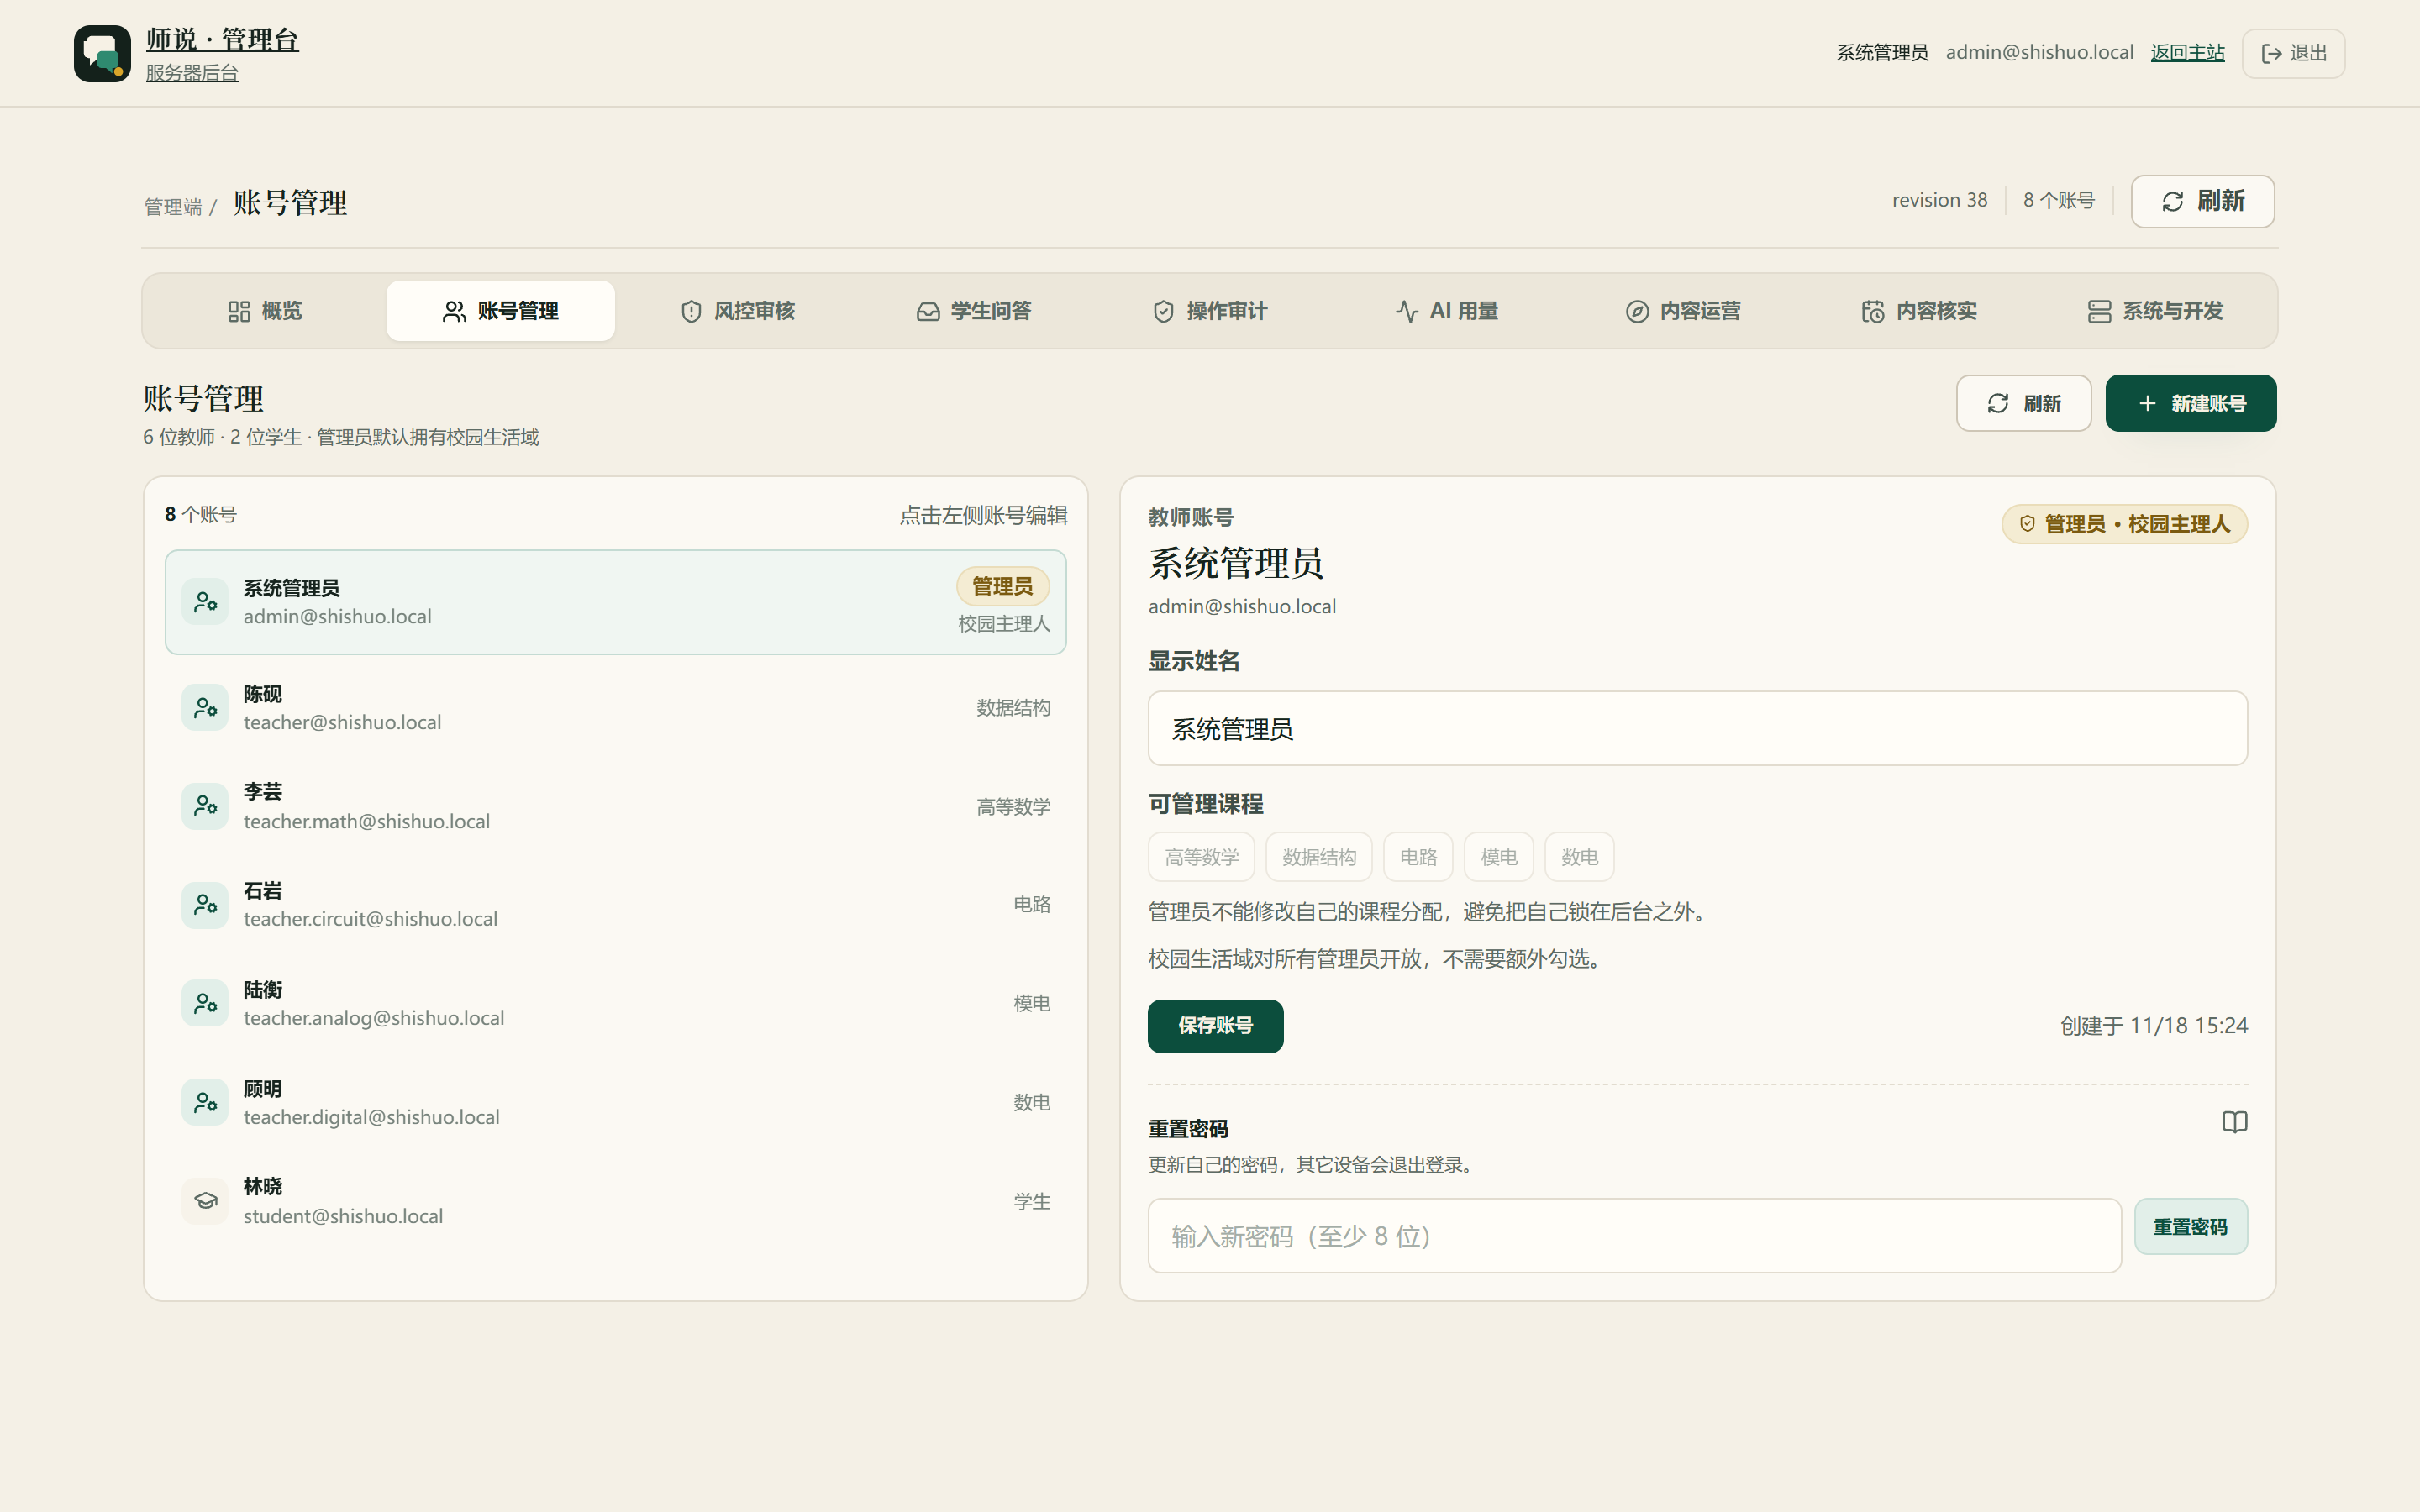 师说 · 管理台
服务器后台
系统管理员 admin@shishuo.local 返回主站 退出
管理端 / 账号管理
revision 38 8 个账号 刷新
概览 账号管理 风控审核 学生问答 操作审计 AI 用量 内容运营 内容核实 系统与开发
账号管理
6 位教师 · 2 位学生 · 管理员默认拥有校园生活域
刷新 新建账号
8 个账号 点击左侧账号编辑
系统管理员 管理员
admin@shishuo.local 校园主理人
陈砚
teacher@shishuo.local 数据结构
李芸
teacher.math@shishuo.local 高等数学
石岩
teacher.circuit@shishuo.local 电路
陆衡
teacher.analog@shishuo.local 模电
顾明
teacher.digital@shishuo.local 数电
林晓
student@shishuo.local 学生
教师账号 管理员 • 校园主理人
系统管理员
admin@shishuo.local
显示姓名
系统管理员
可管理课程
高等数学 数据结构 电路 模电 数电
管理员不能修改自己的课程分配，避免把自己锁在后台之外。
校园生活域对所有管理员开放，不需要额外勾选。
保存账号 创建于 11/18 15:24
重置密码
更新自己的密码，其它设备会退出登录。
输入新密码（至少 8 位） 重置密码